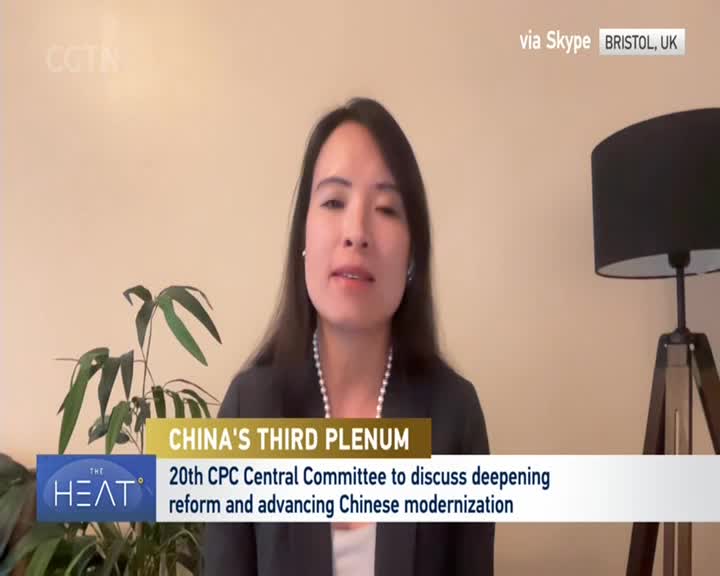 CGTN
via Skype BRISTOL, UK
CHINA'S THIRD PLENUM
THE
HEAT
20th CPC Central Committee to discuss deepening
reform and advancing Chinese modernization